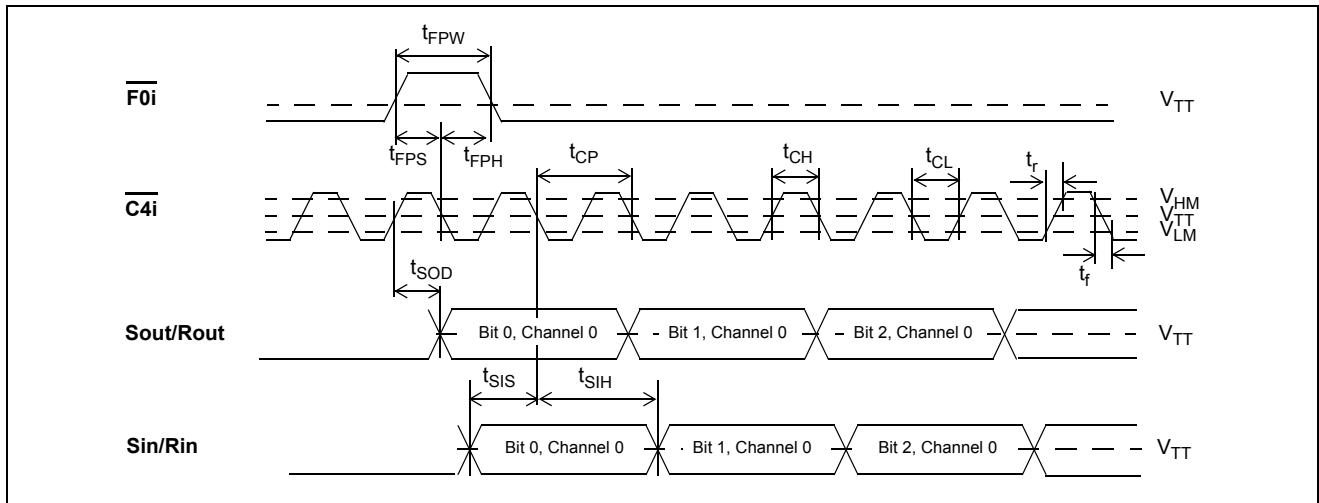 tFPW
F0i
VTT
tFPS
tFPH
tCP
tCH
tCL
tr
C4i
VHM
VTT
VLM
tSOD
tf
Sout/Rout
Bit 0, Channel 0
Bit 1, Channel 0
Bit 2, Channel 0
VTT
tSIS
tSIH
Sin/Rin
Bit 0, Channel 0
Bit 1, Channel 0
Bit 2, Channel 0
VTT